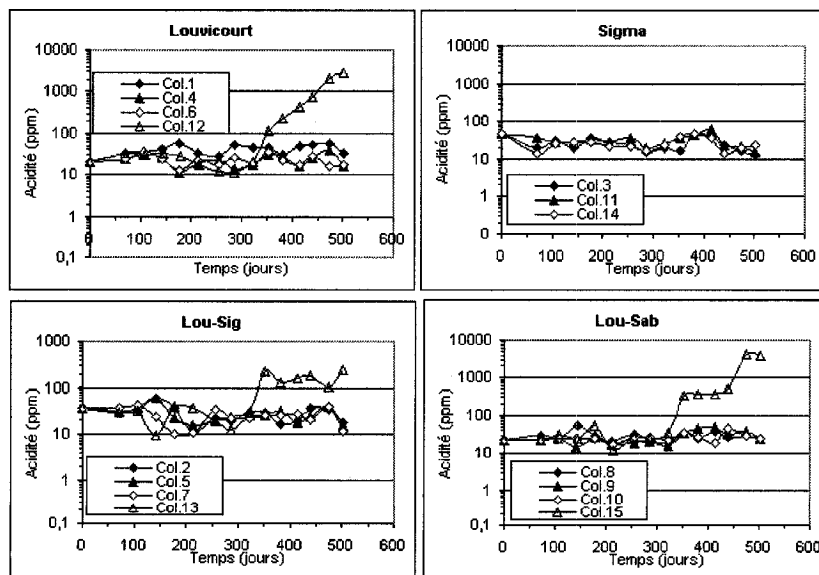 Louvicourt
10000
1000
100
10
1
0,1
Acidité (ppm)
Col.1
Col.4
Col.6
Col.12
0 100 200 300 400 500 600
Temps (jours)
Sigma
10000
1000
100
10
1
0
Acidité (ppm)
Col.3
Col.11
Col.14
0 100 200 300 400 500 600
Temps (jours)
Lou-Sig
10000
1000
100
10
1
0,1
Acidité (ppm)
Col.2
Col.5
Col.7
Col.13
0 100 200 300 400 500 600
Temps (jours)
Lou-Sab
10000
1000
100
10
1
0,1
Acidité (ppm)
Col.8
Col.9
Col.10
Col.15
0 100 200 300 400 500 600
Temps (jours)